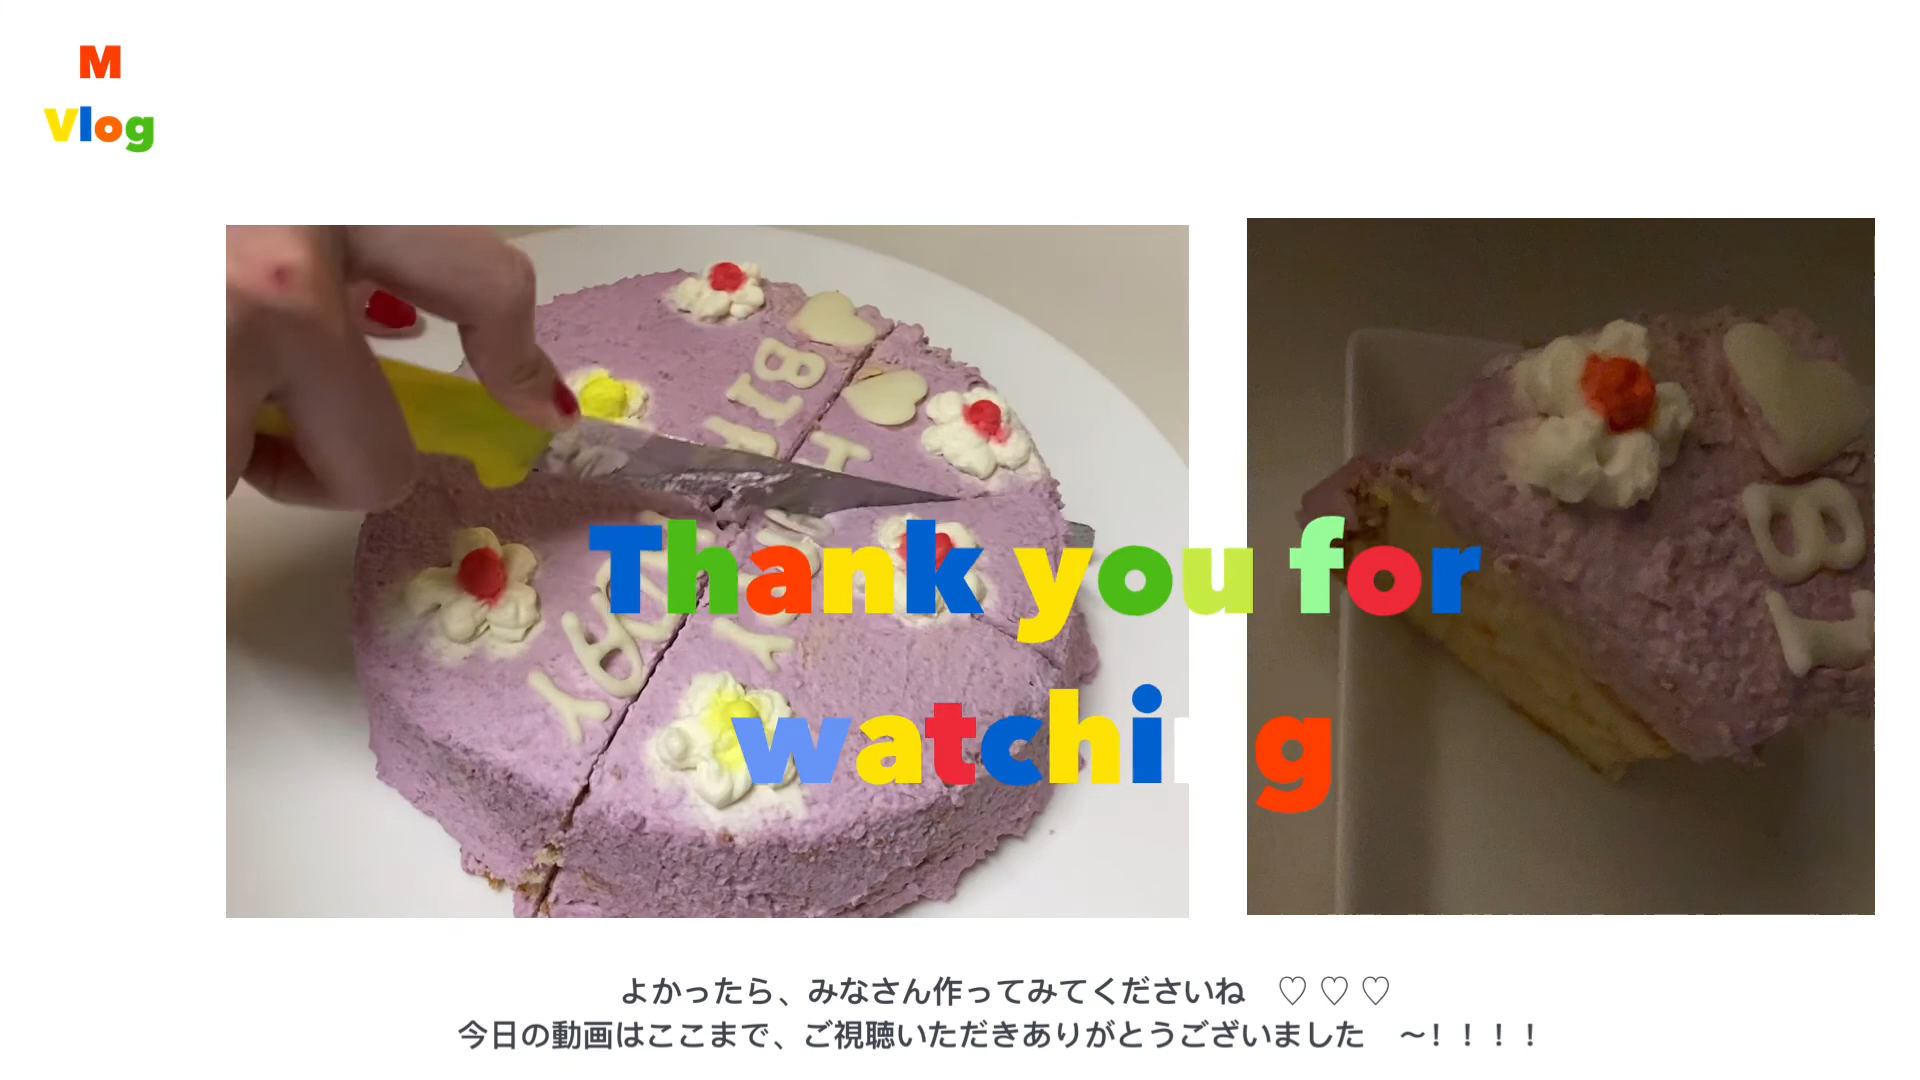 M
Vlog
Thank you for
watching
よかったら、みなさん作ってみてくださいね ♡ ♡ ♡
今日の動画はここまで、ご視聴いただきありがとうございました ～！！！！